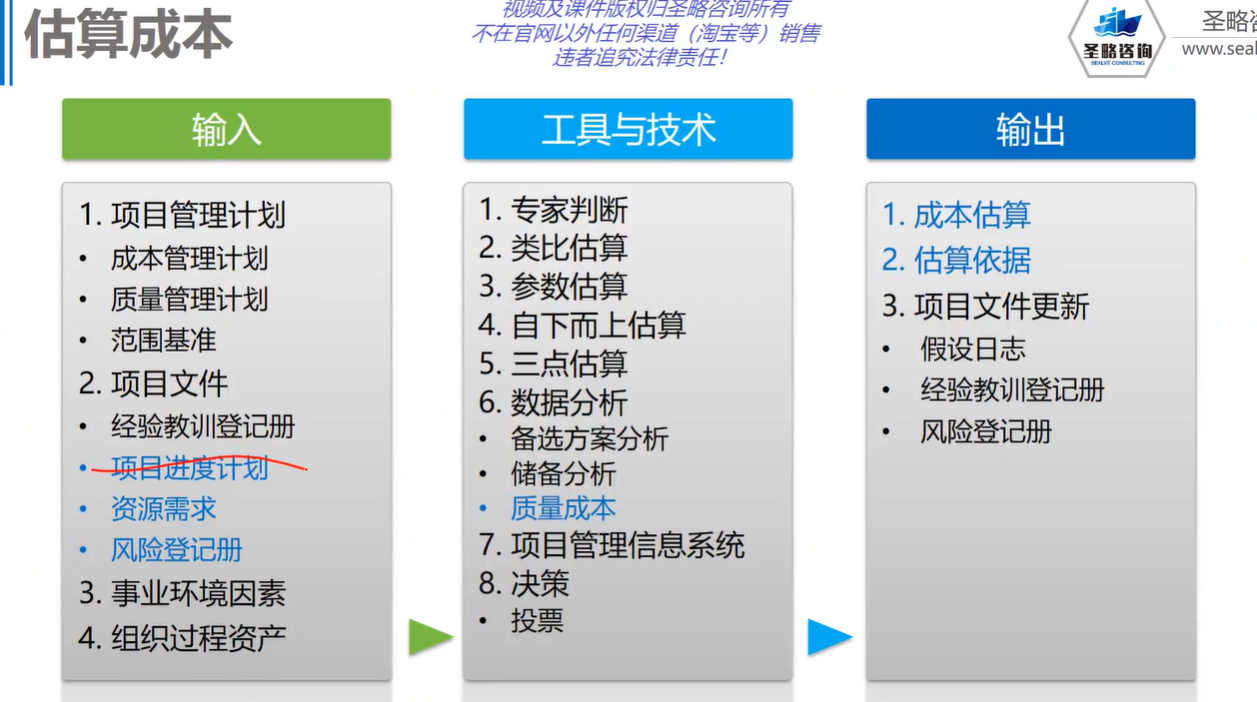 估算成本
视频及课件版权归圣略咨询所有
不在官网以外任何渠道（淘宝等）销售
违者追究法律责任！
圣略咨询
SEALVE CONSULTING
圣略
www.seal
输入
1. 项目管理计划
• 成本管理计划
• 质量管理计划
• 范围基准
2. 项目文件
• 经验教训登记册
• 项目进度计划
• 资源需求
• 风险登记册
3. 事业环境因素
4. 组织过程资产
工具与技术
1. 专家判断
2. 类比估算
3. 参数估算
4. 自下而上估算
5. 三点估算
6. 数据分析
• 备选方案分析
• 储备分析
• 质量成本
7. 项目管理信息系统
8. 决策
• 投票
输出
1. 成本估算
2. 估算依据
3. 项目文件更新
• 假设日志
• 经验教训登记册
• 风险登记册